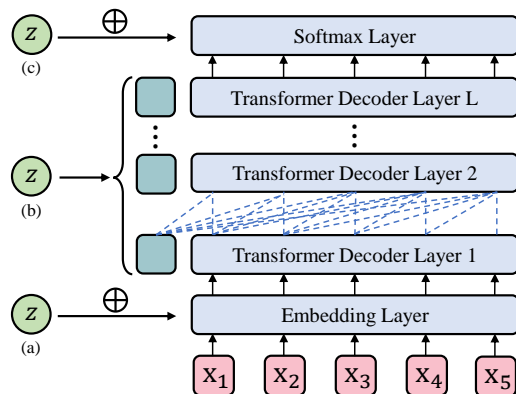 z
Softmax Layer
(c)
Transformer Decoder Layer L
z
Transformer Decoder Layer 2
(b)
Transformer Decoder Layer 1
z
Embedding Layer
(a)
x₁ x₂ x₃ x₄ x₅